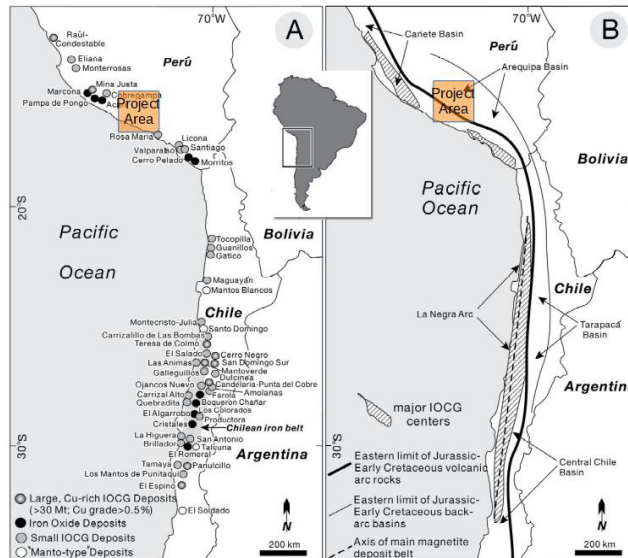 70°W
A
Raúl-
Condestable
Eliana
Monterrosas
Perú
Mina Justa
Marcona
Pampa de Pongo
Project
Area
Rosa Maria
Licona
Santiago
Valparatso
Cerro Pelado
Morritos
20°S
Pacific
Ocean
Bolivia
Tocopilla
Guanillos
Gatico
Maguayán
Mantos Blancos
Chile
Montecristo-Julia
Santo Domingo
Carrizalillo de Las Bombas
Teresa de Colmo
El Salado
Cerro Negro
Las Animas
San Domingo Sur
Galleguillos
Mantoverde
Dulcinea
Ojancos Nuevo
Candelaria-Punta del Cobre
Amolanas
Carrizal Alto
Farola
Quebradita
Boqueron Chañar
El Algarrobo
Los Colorados
Productora
Cristales
Chilean iron belt
La Higuera
San Antonio
Brillador
Talcuna
30°S
Argentina
El Romeral
Tamaya
Panulcillo
Los Mantos de Punitaqui
El Espino
El Soldado
Large, Cu-rich IOCG Deposits
(>30 Mt; Cu grade>0.5%)
Iron Oxide Deposits
Small IOCG Deposits
"Manto-type" Deposits
N
200 km
70°W
B
Cañete Basin
Perú
Arequipa Basin
Project
Area
Bolivia
Pacific
Ocean
Chile
La Negra Arc
Tarapacá
Basin
Argentina
major IOCG
centers
30°S
Eastern limit of Jurassic-
Early Cretaceous volcanic
arc rocks
Central Chile
Basin
Eastern limit of Jurassic-
Early Cretaceous back-
arc basins
Axis of main magnetite
deposit belt
N
200 km